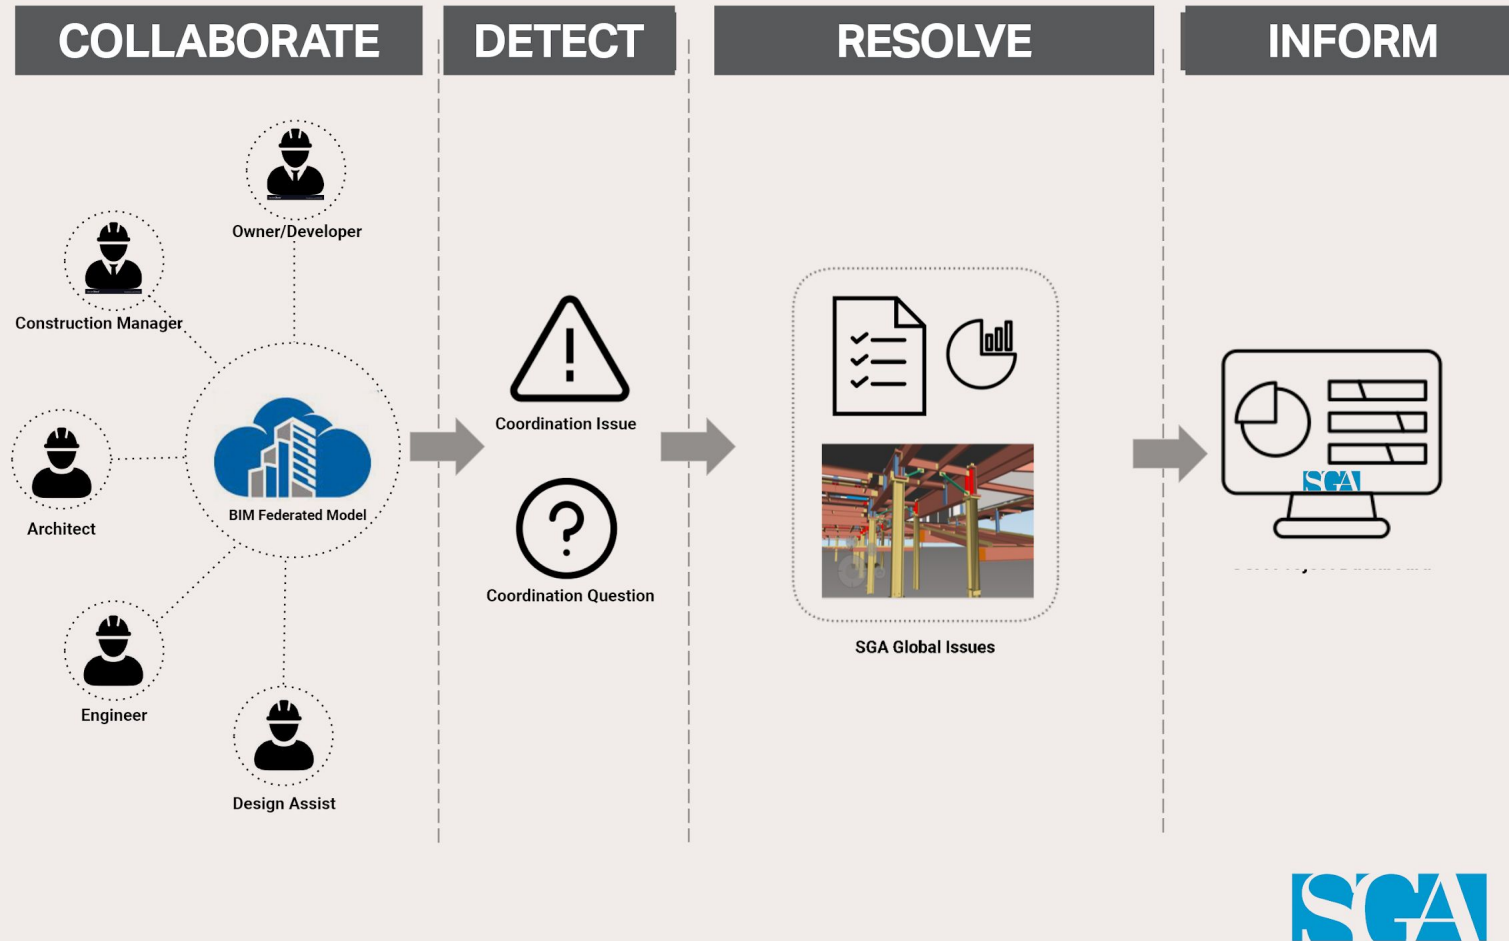 COLLABORATE
DETECT
RESOLVE
INFORM
Owner/Developer
Construction Manager
Architect
BIM Federated Model
Engineer
Design Assist
Coordination Issue
Coordination Question
SGA Global Issues
SGA
SGA